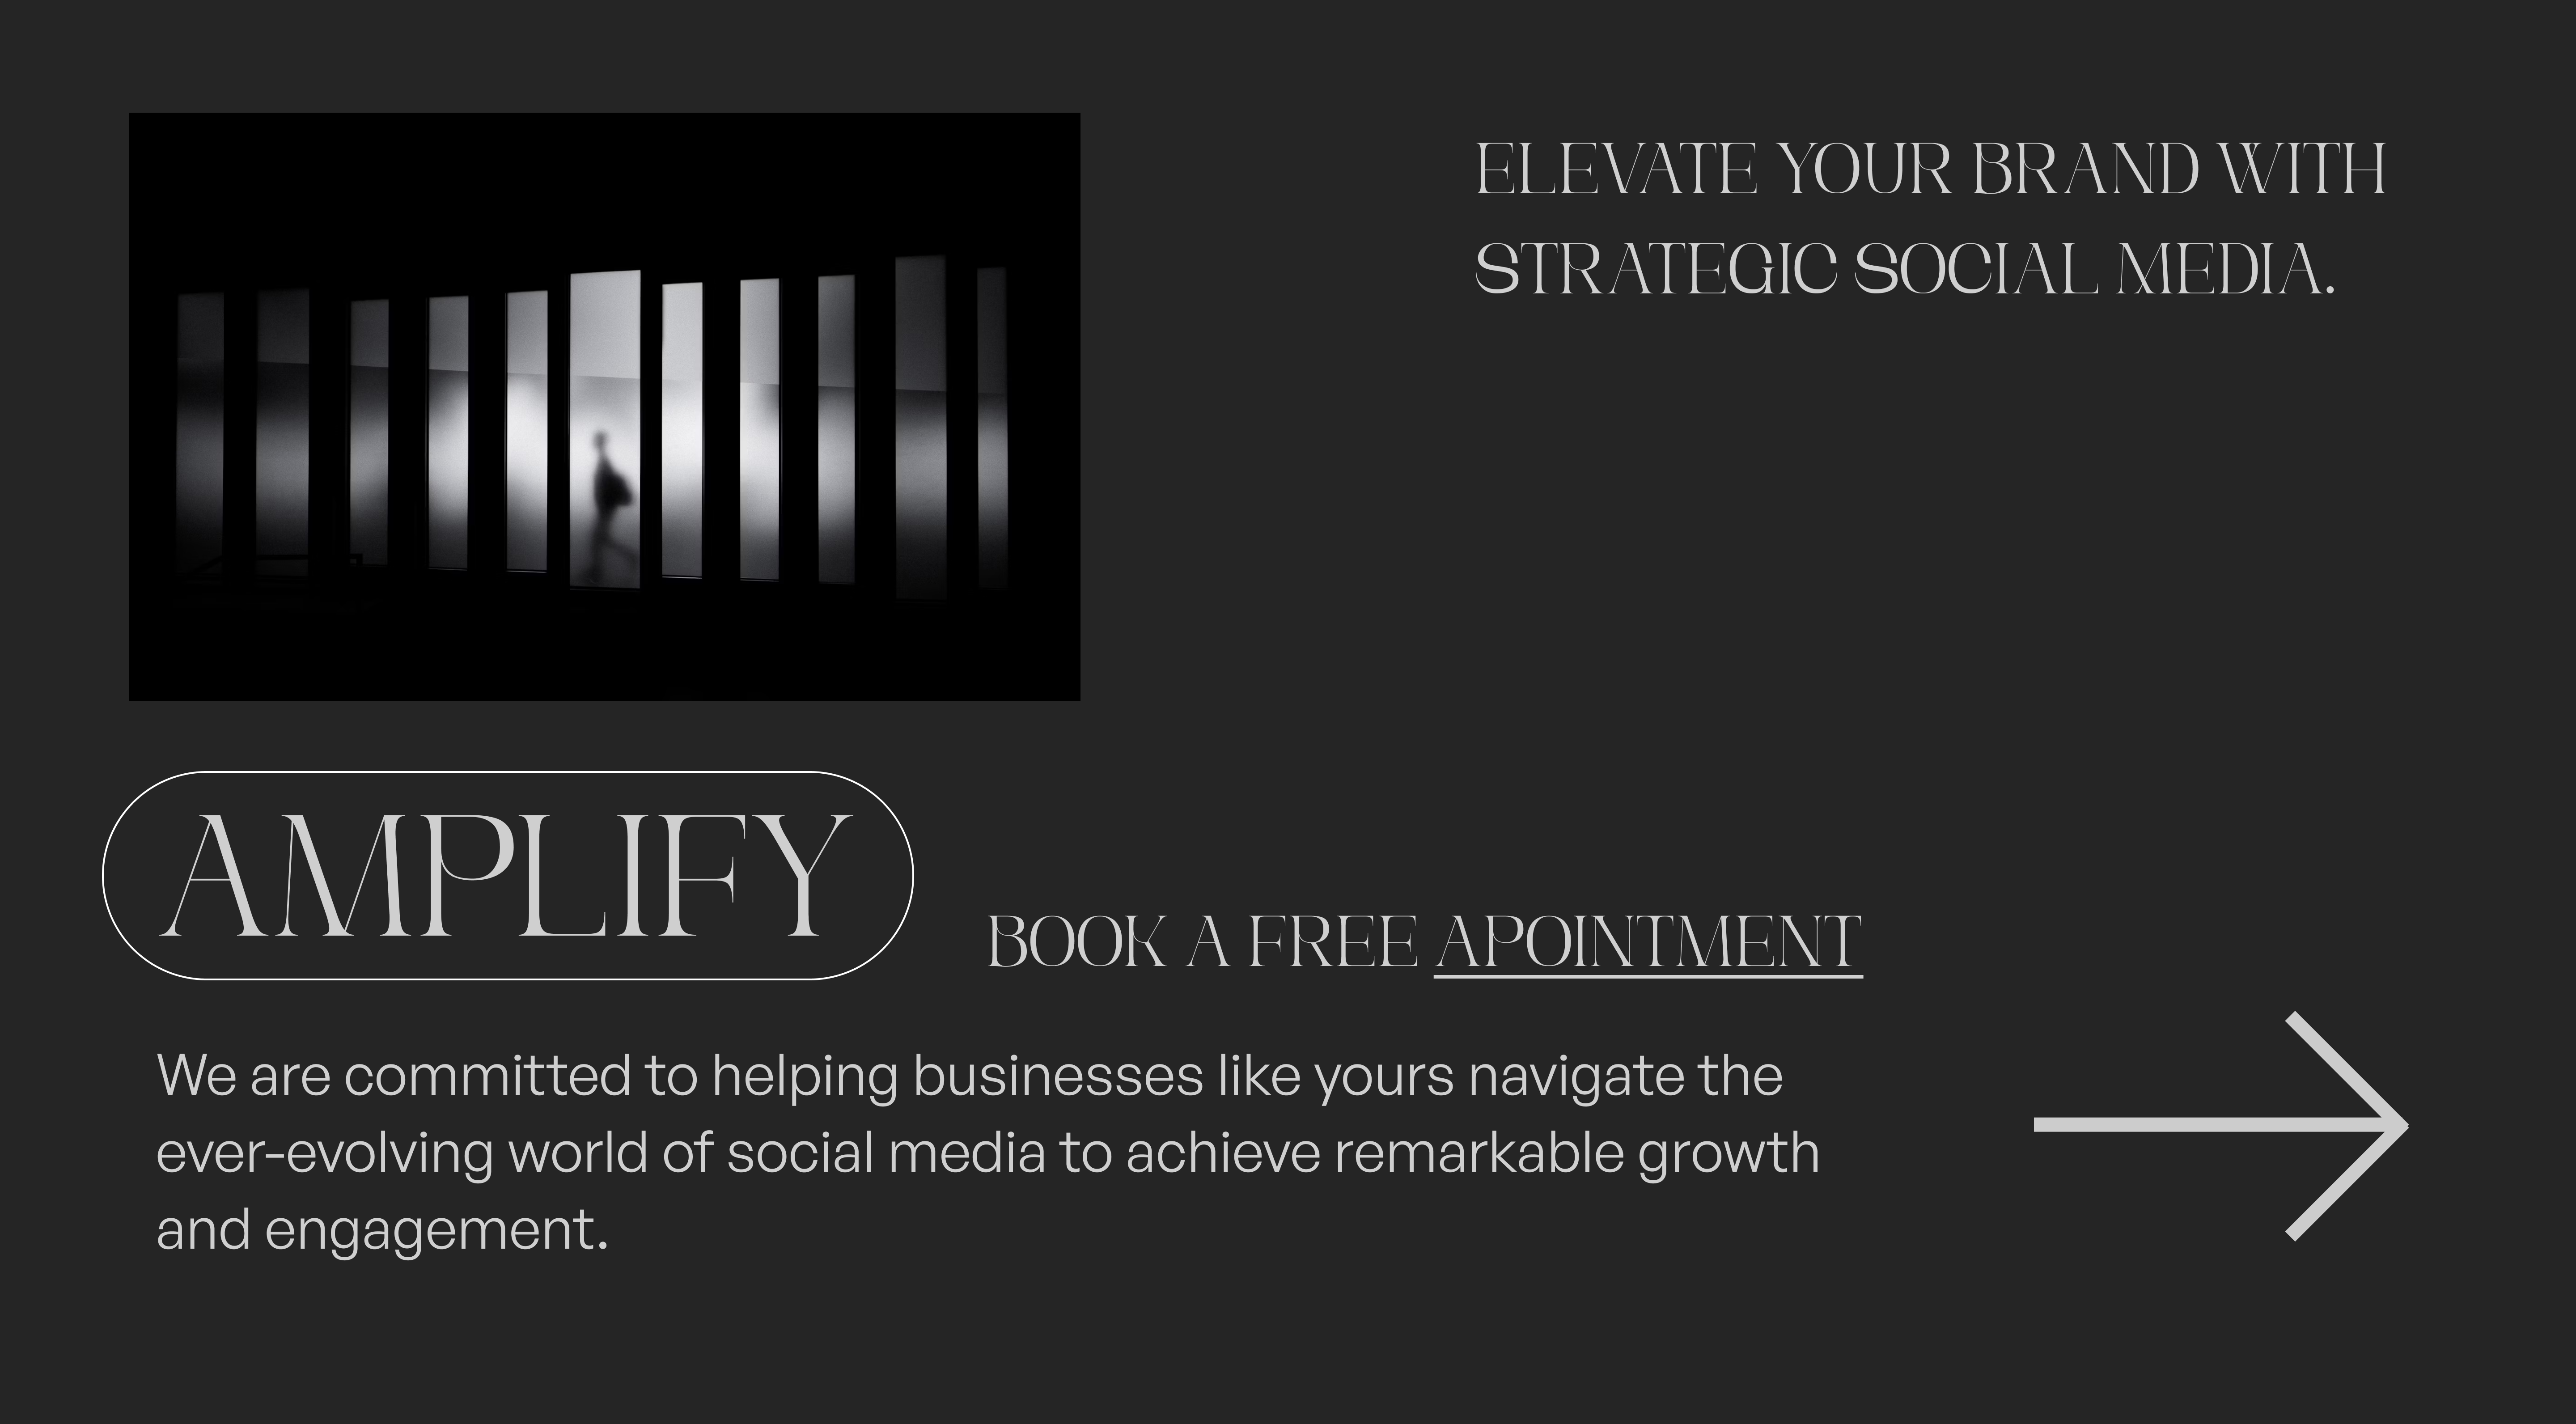 ELEVATE YOUR BRAND WITH
STRATEGIC SOCIAL MEDIA.
AMPLIFY
BOOK A FREE APOINTMENT
We are committed to helping businesses like yours navigate the
ever-evolving world of social media to achieve remarkable growth
and engagement.